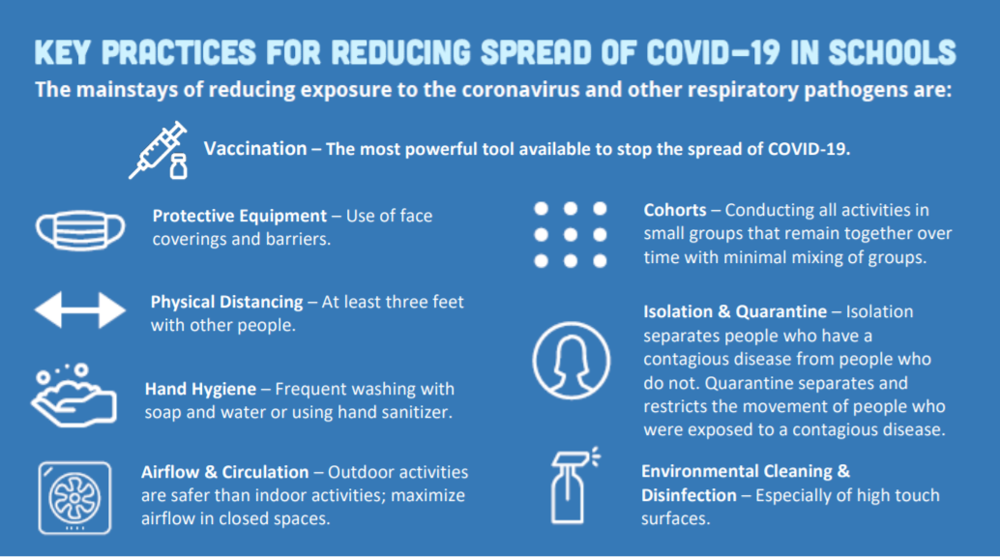 KEY PRACTICES FOR REDUCING SPREAD OF COVID-19 IN SCHOOLS
The mainstays of reducing exposure to the coronavirus and other respiratory pathogens are:
Vaccination – The most powerful tool available to stop the spread of COVID-19.
Protective Equipment – Use of face
coverings and barriers.
Physical Distancing – At least three feet
with other people.
Hand Hygiene – Frequent washing with
soap and water or using hand sanitizer.
Airflow & Circulation – Outdoor activities
are safer than indoor activities; maximize
airflow in closed spaces.
Cohorts – Conducting all activities in
small groups that remain together over
time with minimal mixing of groups.
Isolation & Quarantine – Isolation
separates people who have a
contagious disease from people who
do not. Quarantine separates and
restricts the movement of people who
were exposed to a contagious disease.
Environmental Cleaning &
Disinfection – Especially of high touch
surfaces.